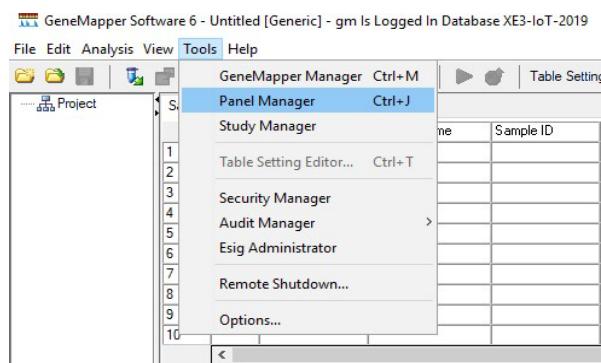 GeneMapper Software 6 - Untitled [Generic] - gm Is Logged In Database XE3-IoT-2019
File Edit Analysis View Tools Help
GeneMapper Manager Ctrl+M
Table Setting
Project
Panel Manager Ctrl+J
Study Manager
me Sample ID
Table Setting Editor... Ctrl+T
Security Manager
Audit Manager >
Esig Administrator
Remote Shutdown...
Options...
1
2
3
4
5
6
7
8
9
10